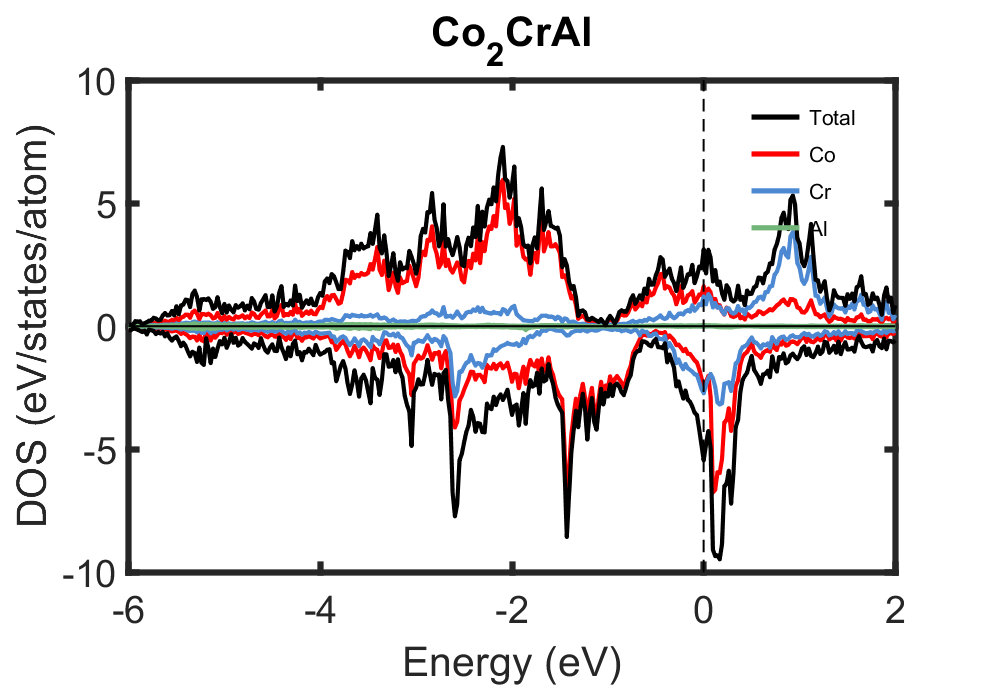 Co₂CrAl
10
5
0
-5
-10
DOS (eV/states/atom)
Total
Co
Cr
Al
-6
-4
-2
0
2
Energy (eV)